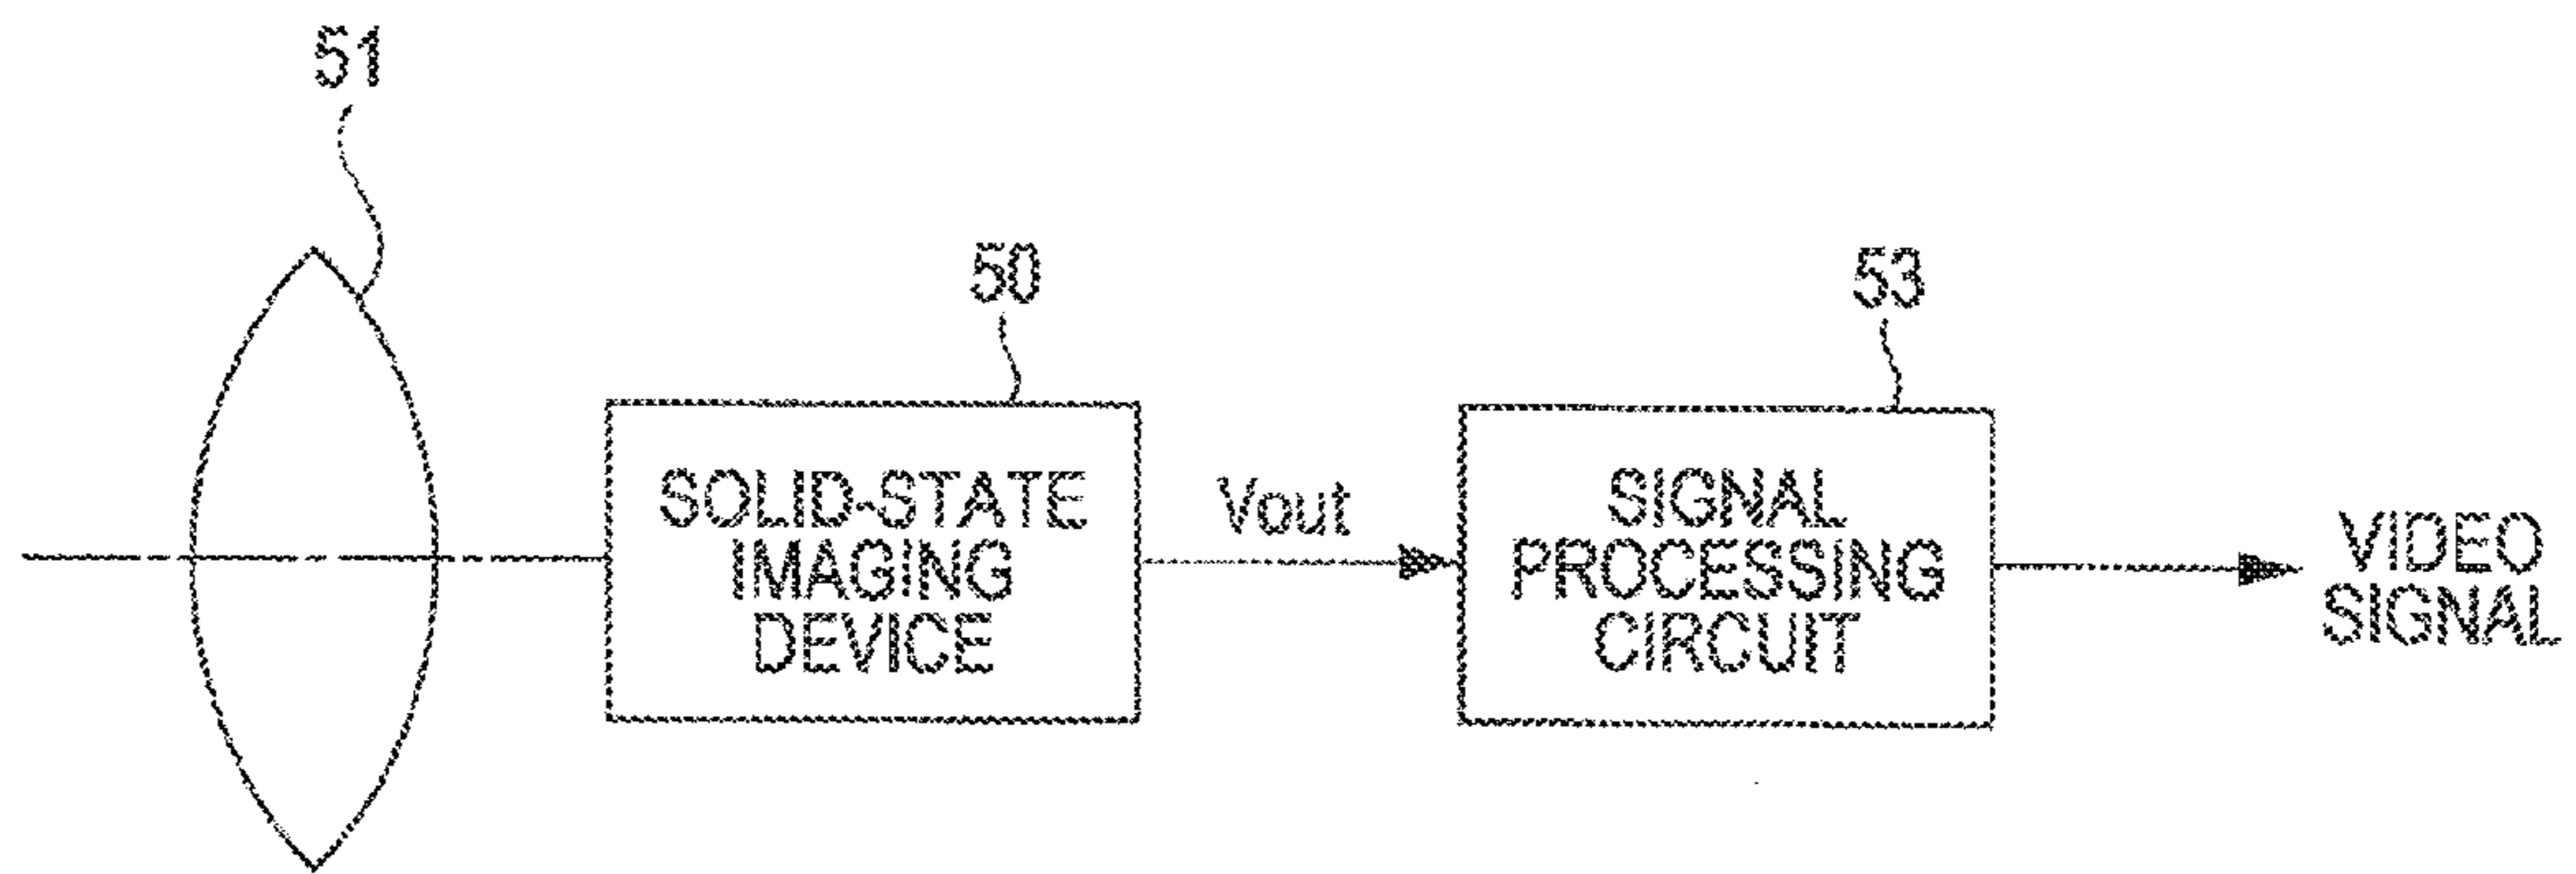 51
50
53
SOLID-STATE
IMAGING
DEVICE
Vout
SIGNAL
PROCESSING
CIRCUIT
VIDEO
SIGNAL